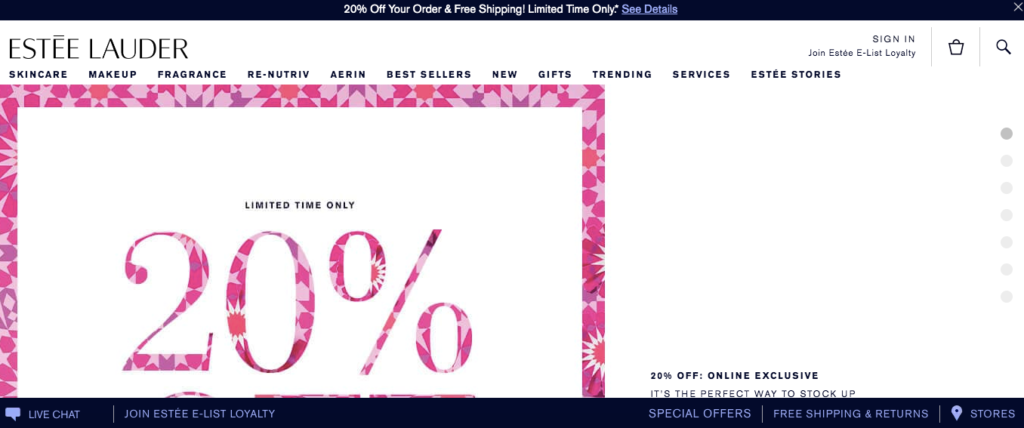 20% Off Your Order & Free Shipping! Limited Time Only.* See Details
ESTĒE LAUDER
SIGN IN
Join Estée E-List Loyalty
SKINCARE MAKEUP FRAGRANCE RE-NUTRIV AERIN BEST SELLERS NEW GIFTS TRENDING SERVICES ESTÉE STORIES
LIMITED TIME ONLY
20%
20% OFF: ONLINE EXCLUSIVE
IT'S THE PERFECT WAY TO STOCK UP
LIVE CHAT JOIN ESTÉE E-LIST LOYALTY SPECIAL OFFERS FREE SHIPPING & RETURNS STORES